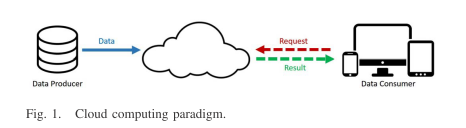 Data
Request
Result
Data Producer
Data Consumer
Fig. 1. Cloud computing paradigm.